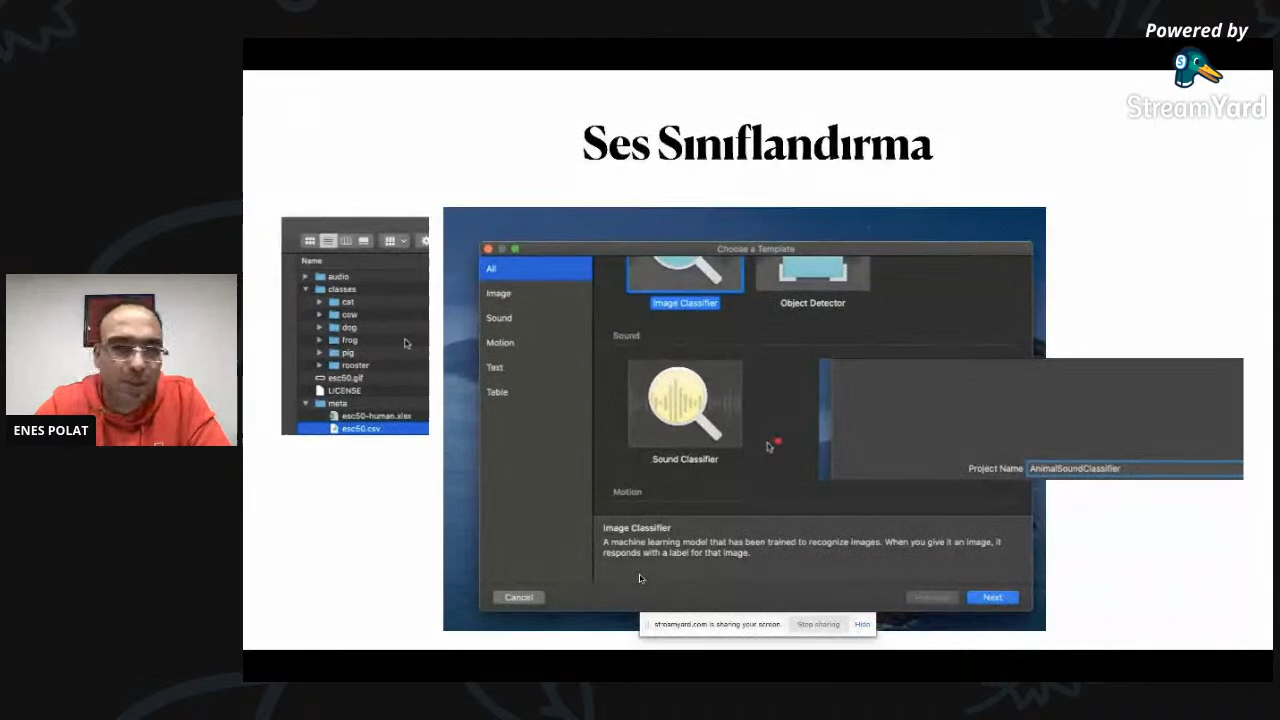 Powered by
StreamYard
Ses Sınıflandırma
Name
audio
classes
cat
cow
dog
frog
pig
rooster
esc50.gif
LICENSE
meta
esc50-human.xlsx
esc50.csv
Choose a Template
All
Image
Sound
Motion
Text
Table
Image Classifier
Object Detector
Sound
Sound Classifier
Motion
Image Classifier
A machine learning model that has been trained to recognize images. When you give it an image, it
responds with a label for that image.
Cancel
Next
Project Name AnimalSoundClassifier
streamyard.com is sharing your screen.
Stop sharing
Hide
ENES POLAT